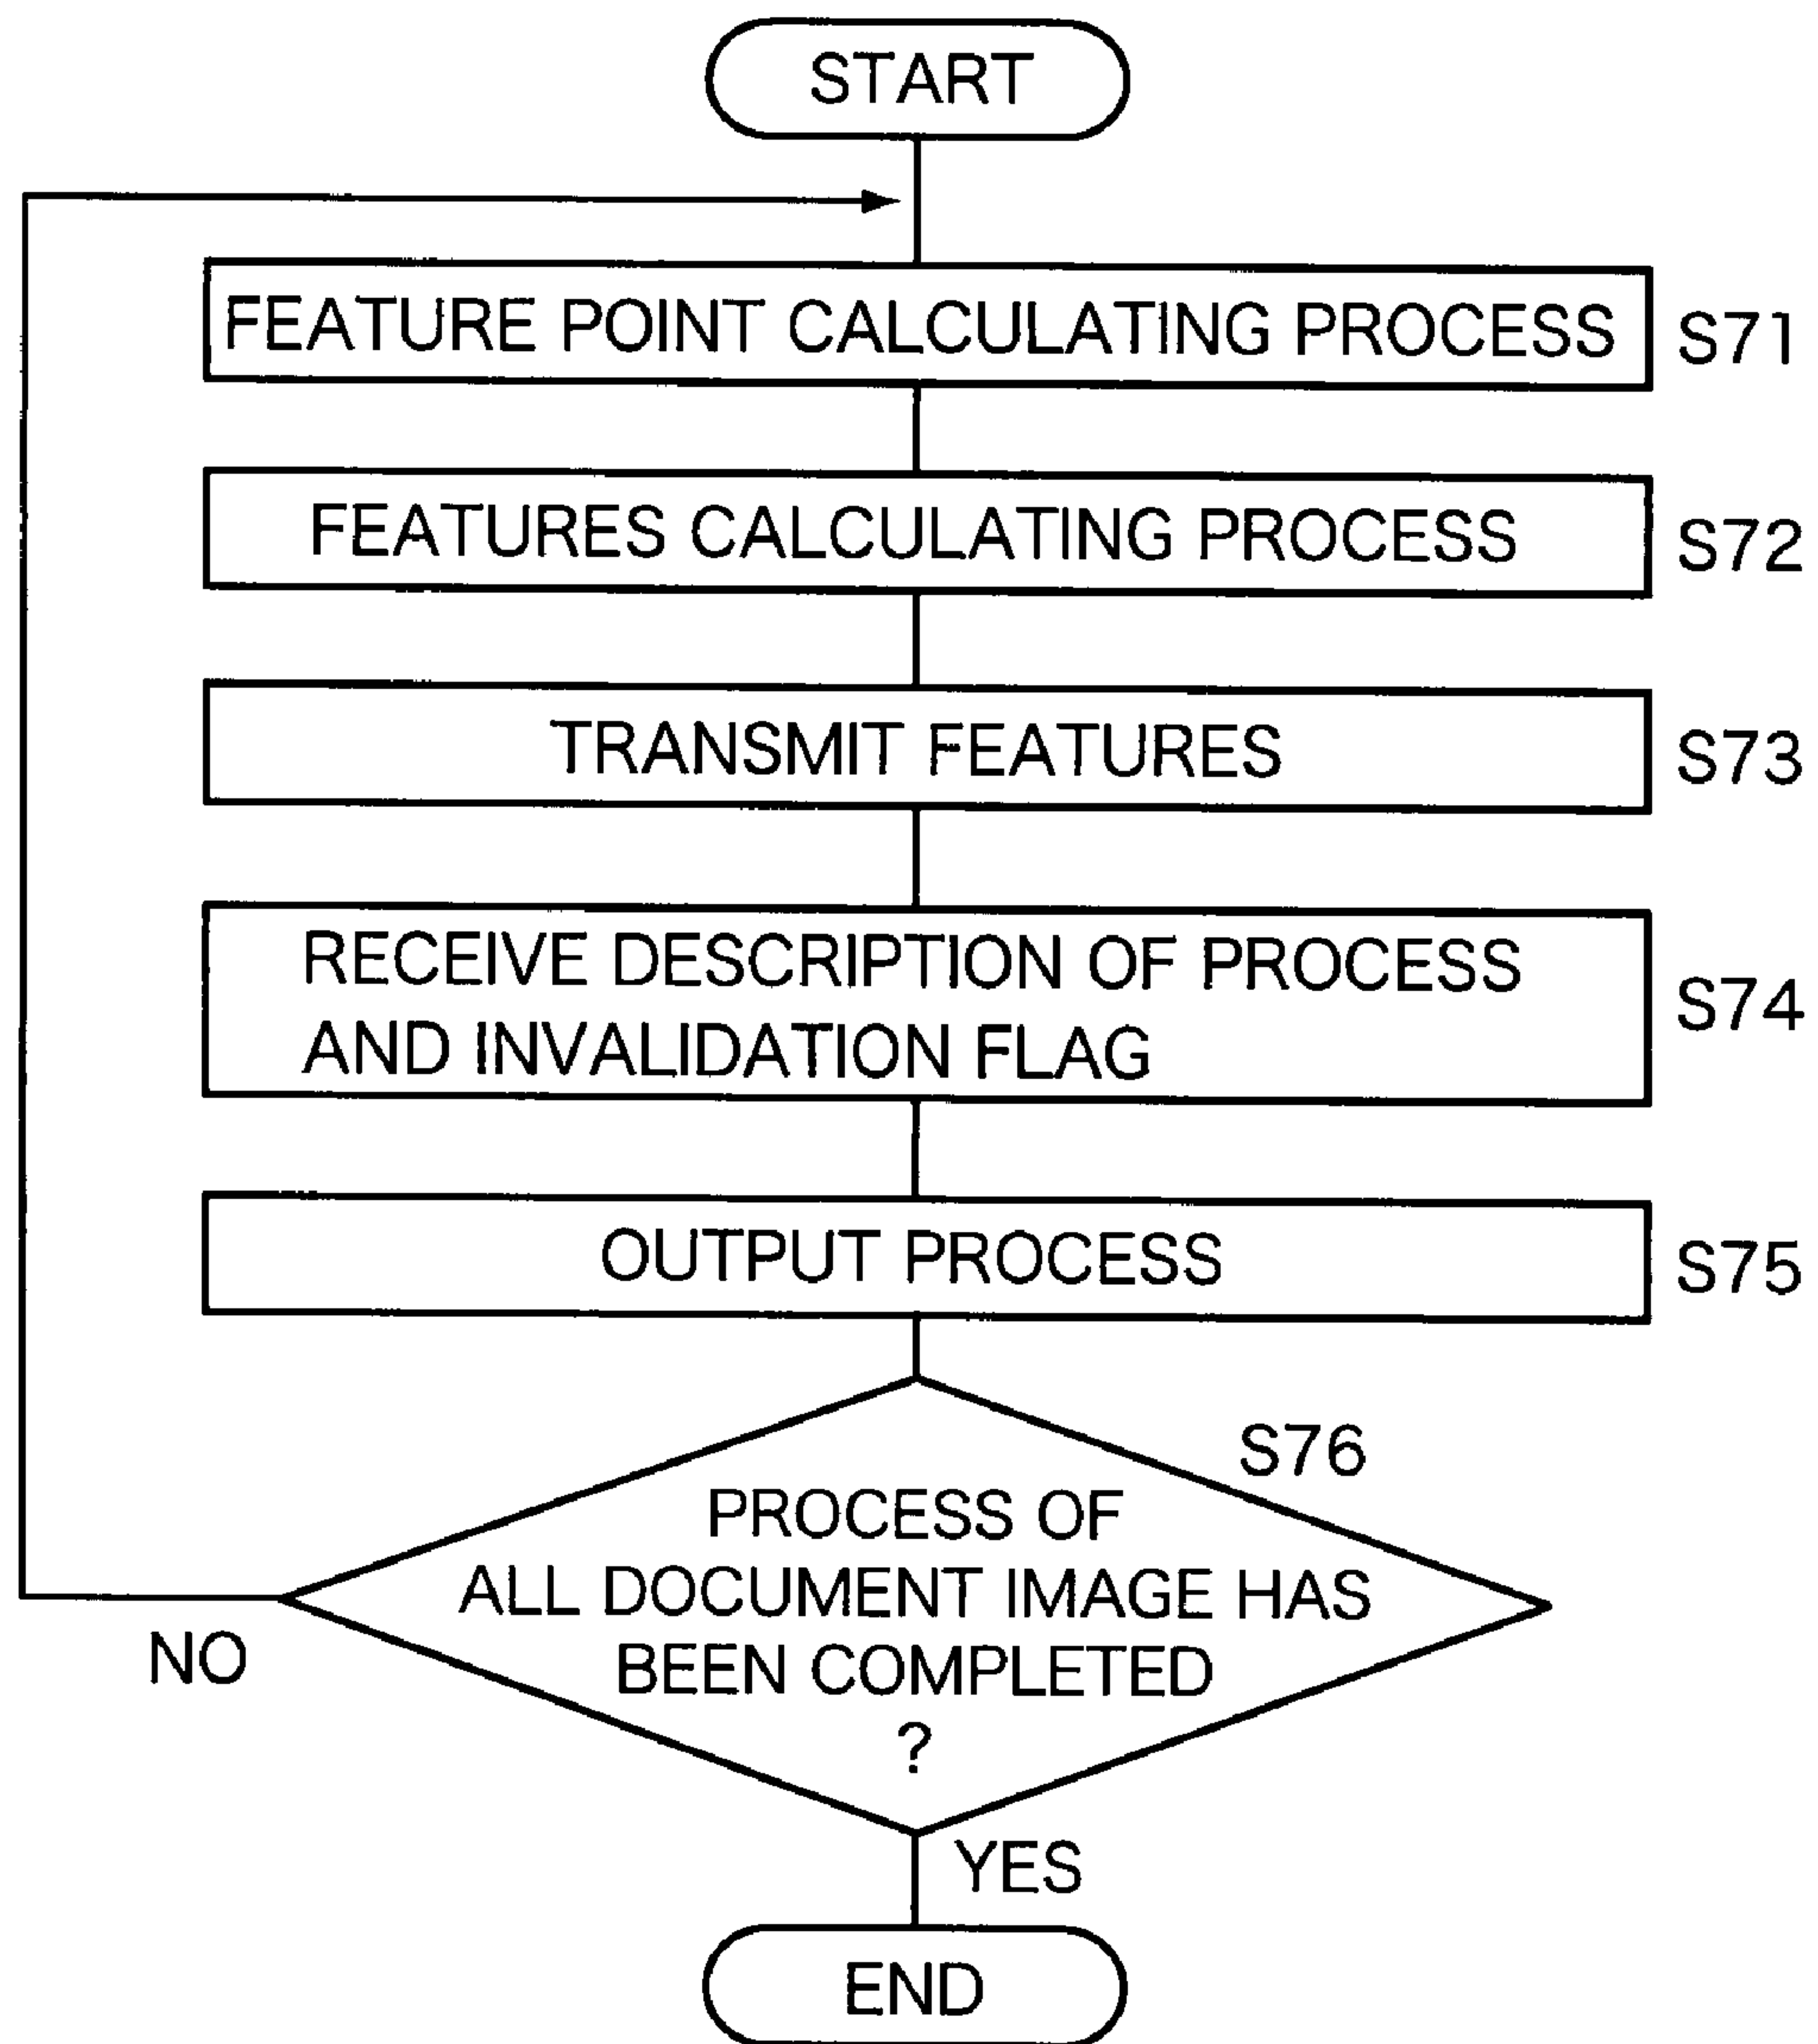 START
FEATURE POINT CALCULATING PROCESS
S71
FEATURES CALCULATING PROCESS
S72
TRANSMIT FEATURES
S73
RECEIVE DESCRIPTION OF PROCESS
AND INVALIDATION FLAG
S74
OUTPUT PROCESS
S75
S76
PROCESS OF
ALL DOCUMENT IMAGE HAS
BEEN COMPLETED
?
NO
YES
END